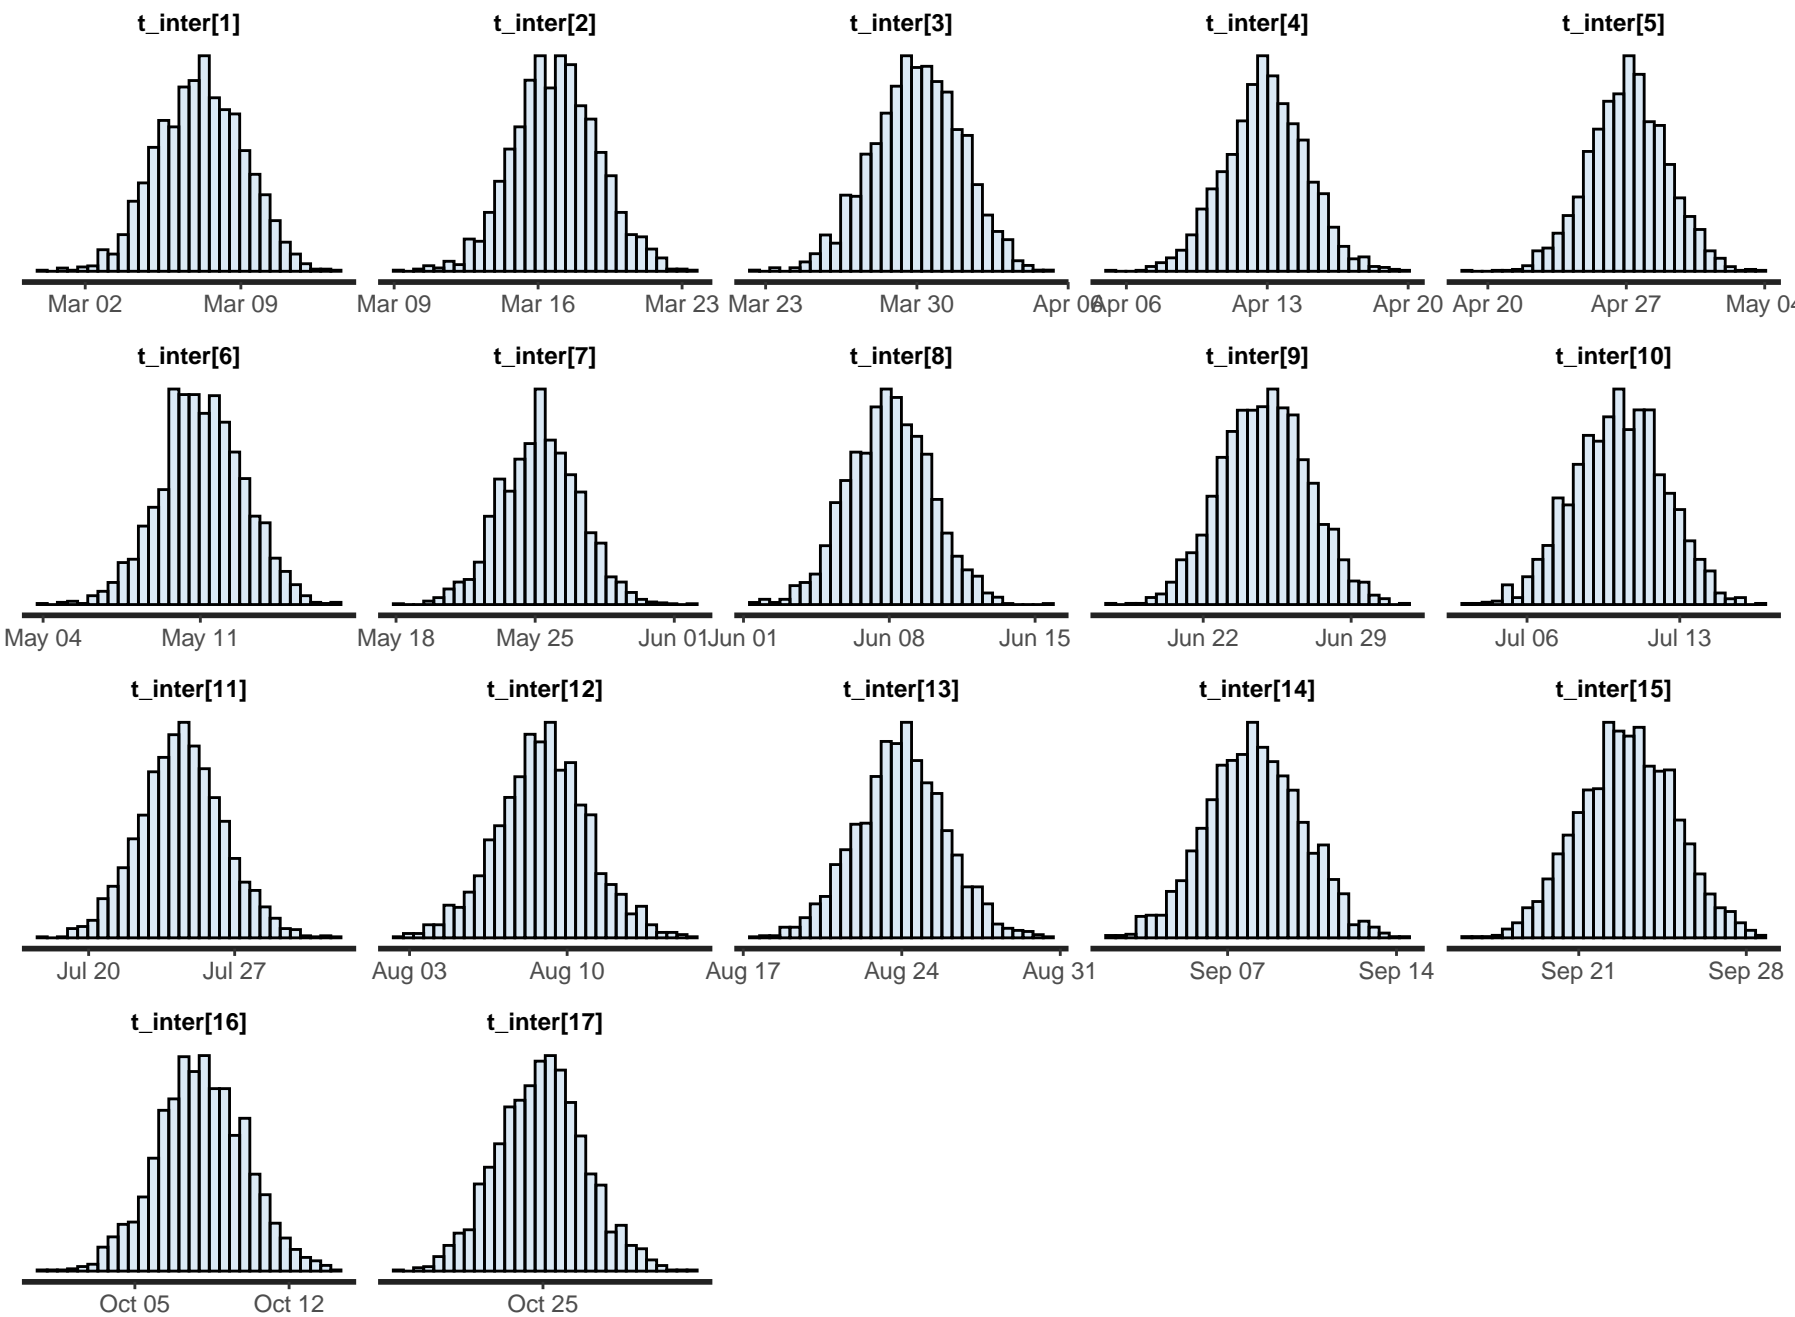 t_inter[1] t_inter[2] t_inter[3] t_inter[4] t_inter[5]
Mar 02 Mar 09 Mar 09 Mar 16 Mar 23 Mar 23 Mar 30 Apr 06 Apr 06 Apr 13 Apr 20 Apr 20 Apr 27 May 04
t_inter[6] t_inter[7] t_inter[8] t_inter[9] t_inter[10]
May 04 May 11 May 18 May 25 Jun 01 Jun 01 Jun 08 Jun 15 Jun 22 Jun 29 Jul 06 Jul 13
t_inter[11] t_inter[12] t_inter[13] t_inter[14] t_inter[15]
Jul 20 Jul 27 Aug 03 Aug 10 Aug 17 Aug 24 Aug 31 Sep 07 Sep 14 Sep 21 Sep 28
t_inter[16] t_inter[17]
Oct 05 Oct 12 Oct 25